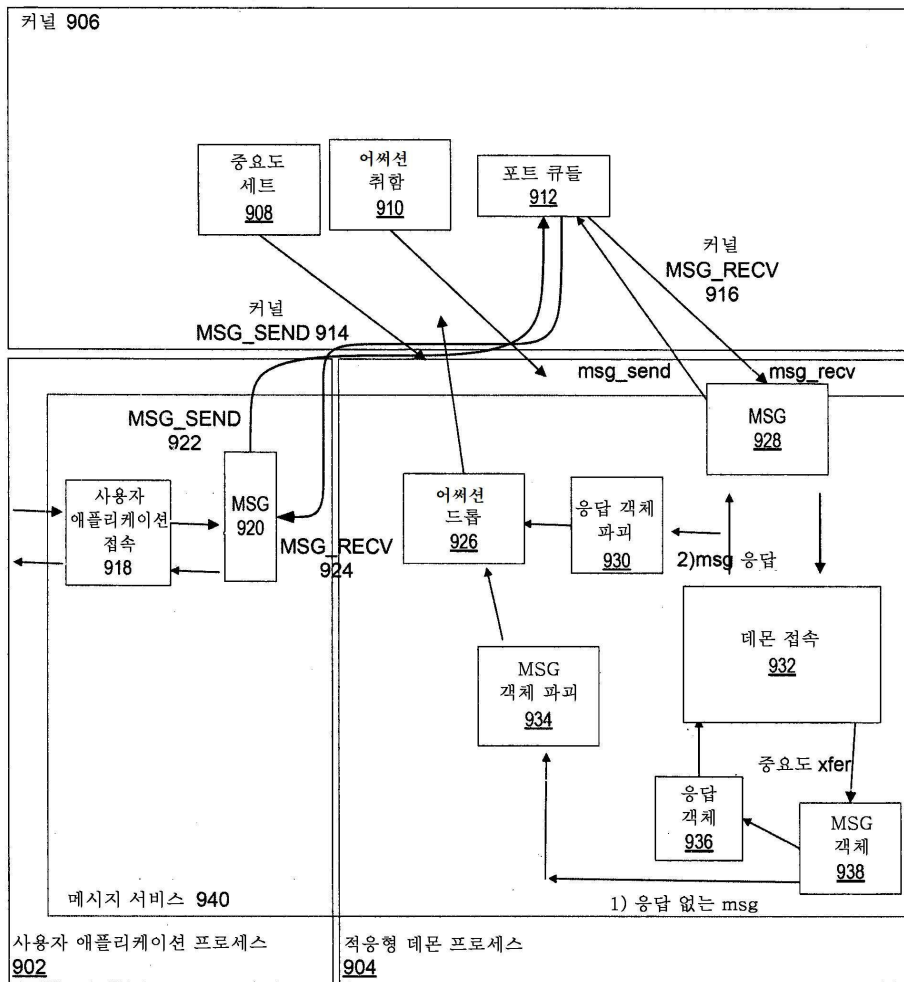 커널 906
중요도
세트
908
어써션
취함
910
포트 큐들
912
커널
MSG_RECV
916
커널
MSG_SEND 914
msg_send
msg_recv
MSG_SEND
922
MSG
928
사용자
애플리케이션
접속
918
MSG
920
MSG_RECV
924
어써션
드롭
926
응답 객체
파괴
930
2)msg 응답
데몬 접속
932
MSG
객체 파괴
934
중요도 xfer
응답
객체
936
MSG
객체
938
메시지 서비스 940
1) 응답 없는 msg
사용자 애플리케이션 프로세스
902
적응형 데몬 프로세스
904